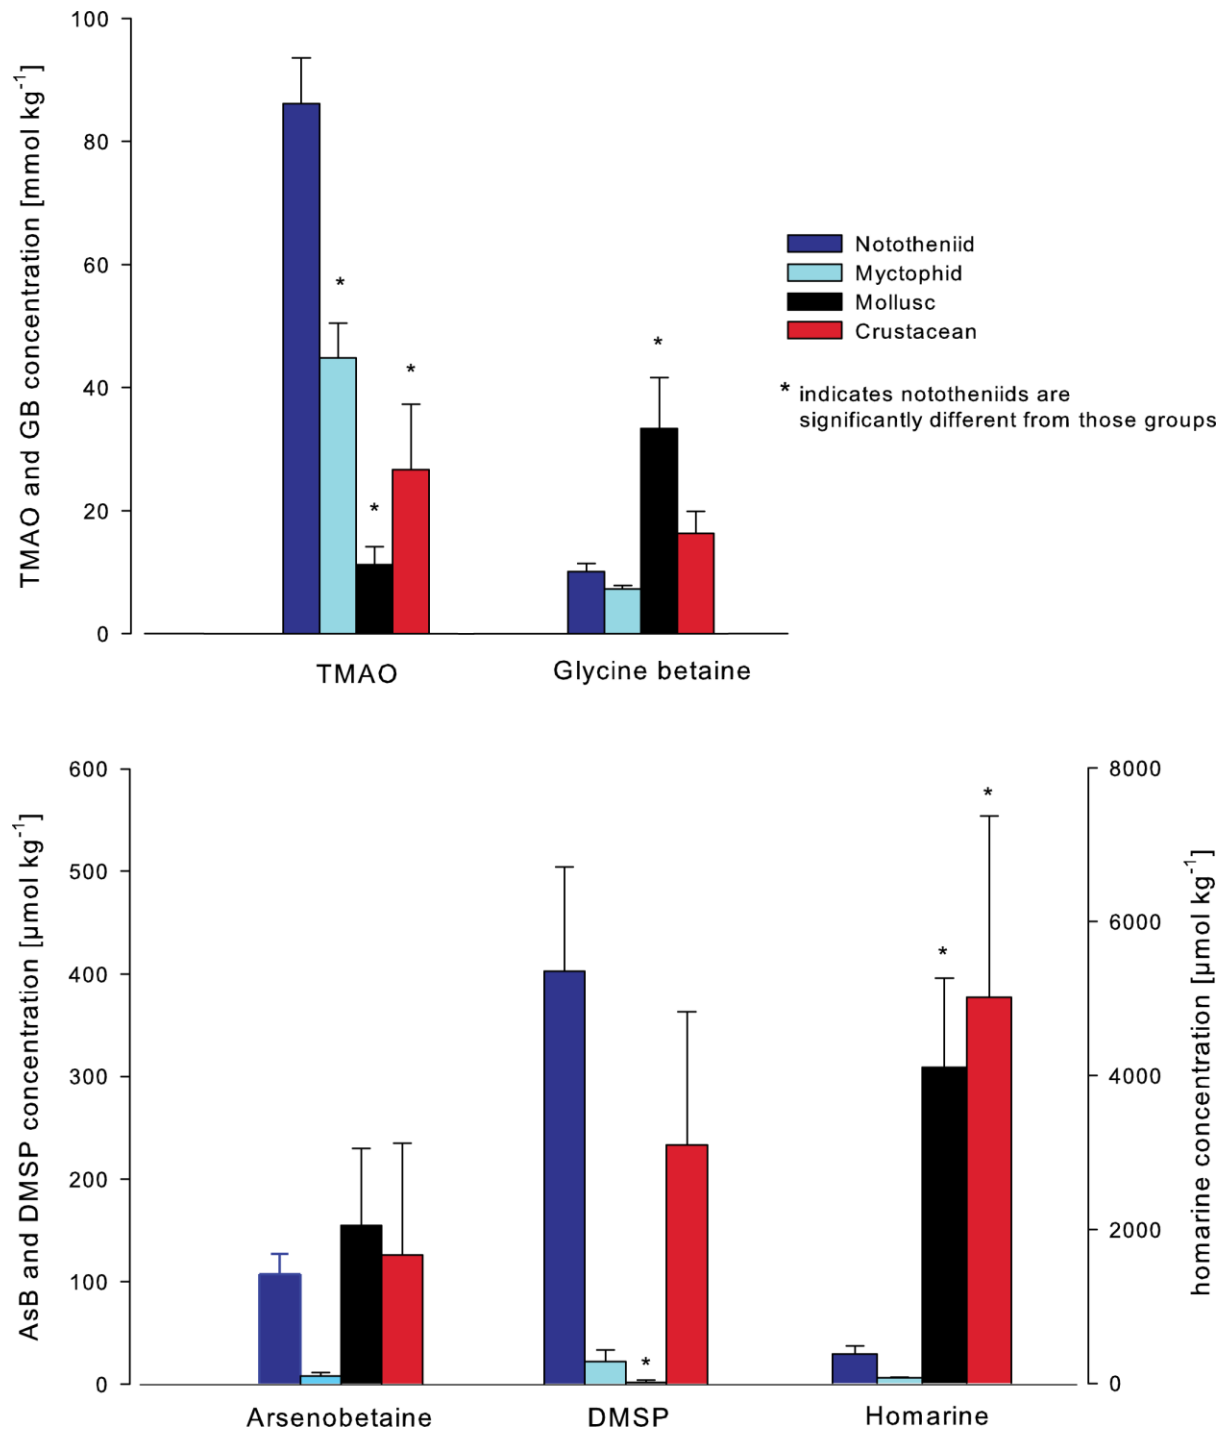 TMAO and GB concentration [mmol kg⁻¹]
100
80
60
40
20
0
*
*
*
*
TMAO
Glycine betaine
Nototheniid
Myctophid
Mollusc
Crustacean
* indicates nototheniids are
significantly different from those groups
AsB and DMSP concentration [µmol kg⁻¹]
600
500
400
300
200
100
0
*
*
*
Arsenobetaine
DMSP
Homarine
8000
6000
4000
2000
0
homarine concentration [µmol kg⁻¹]